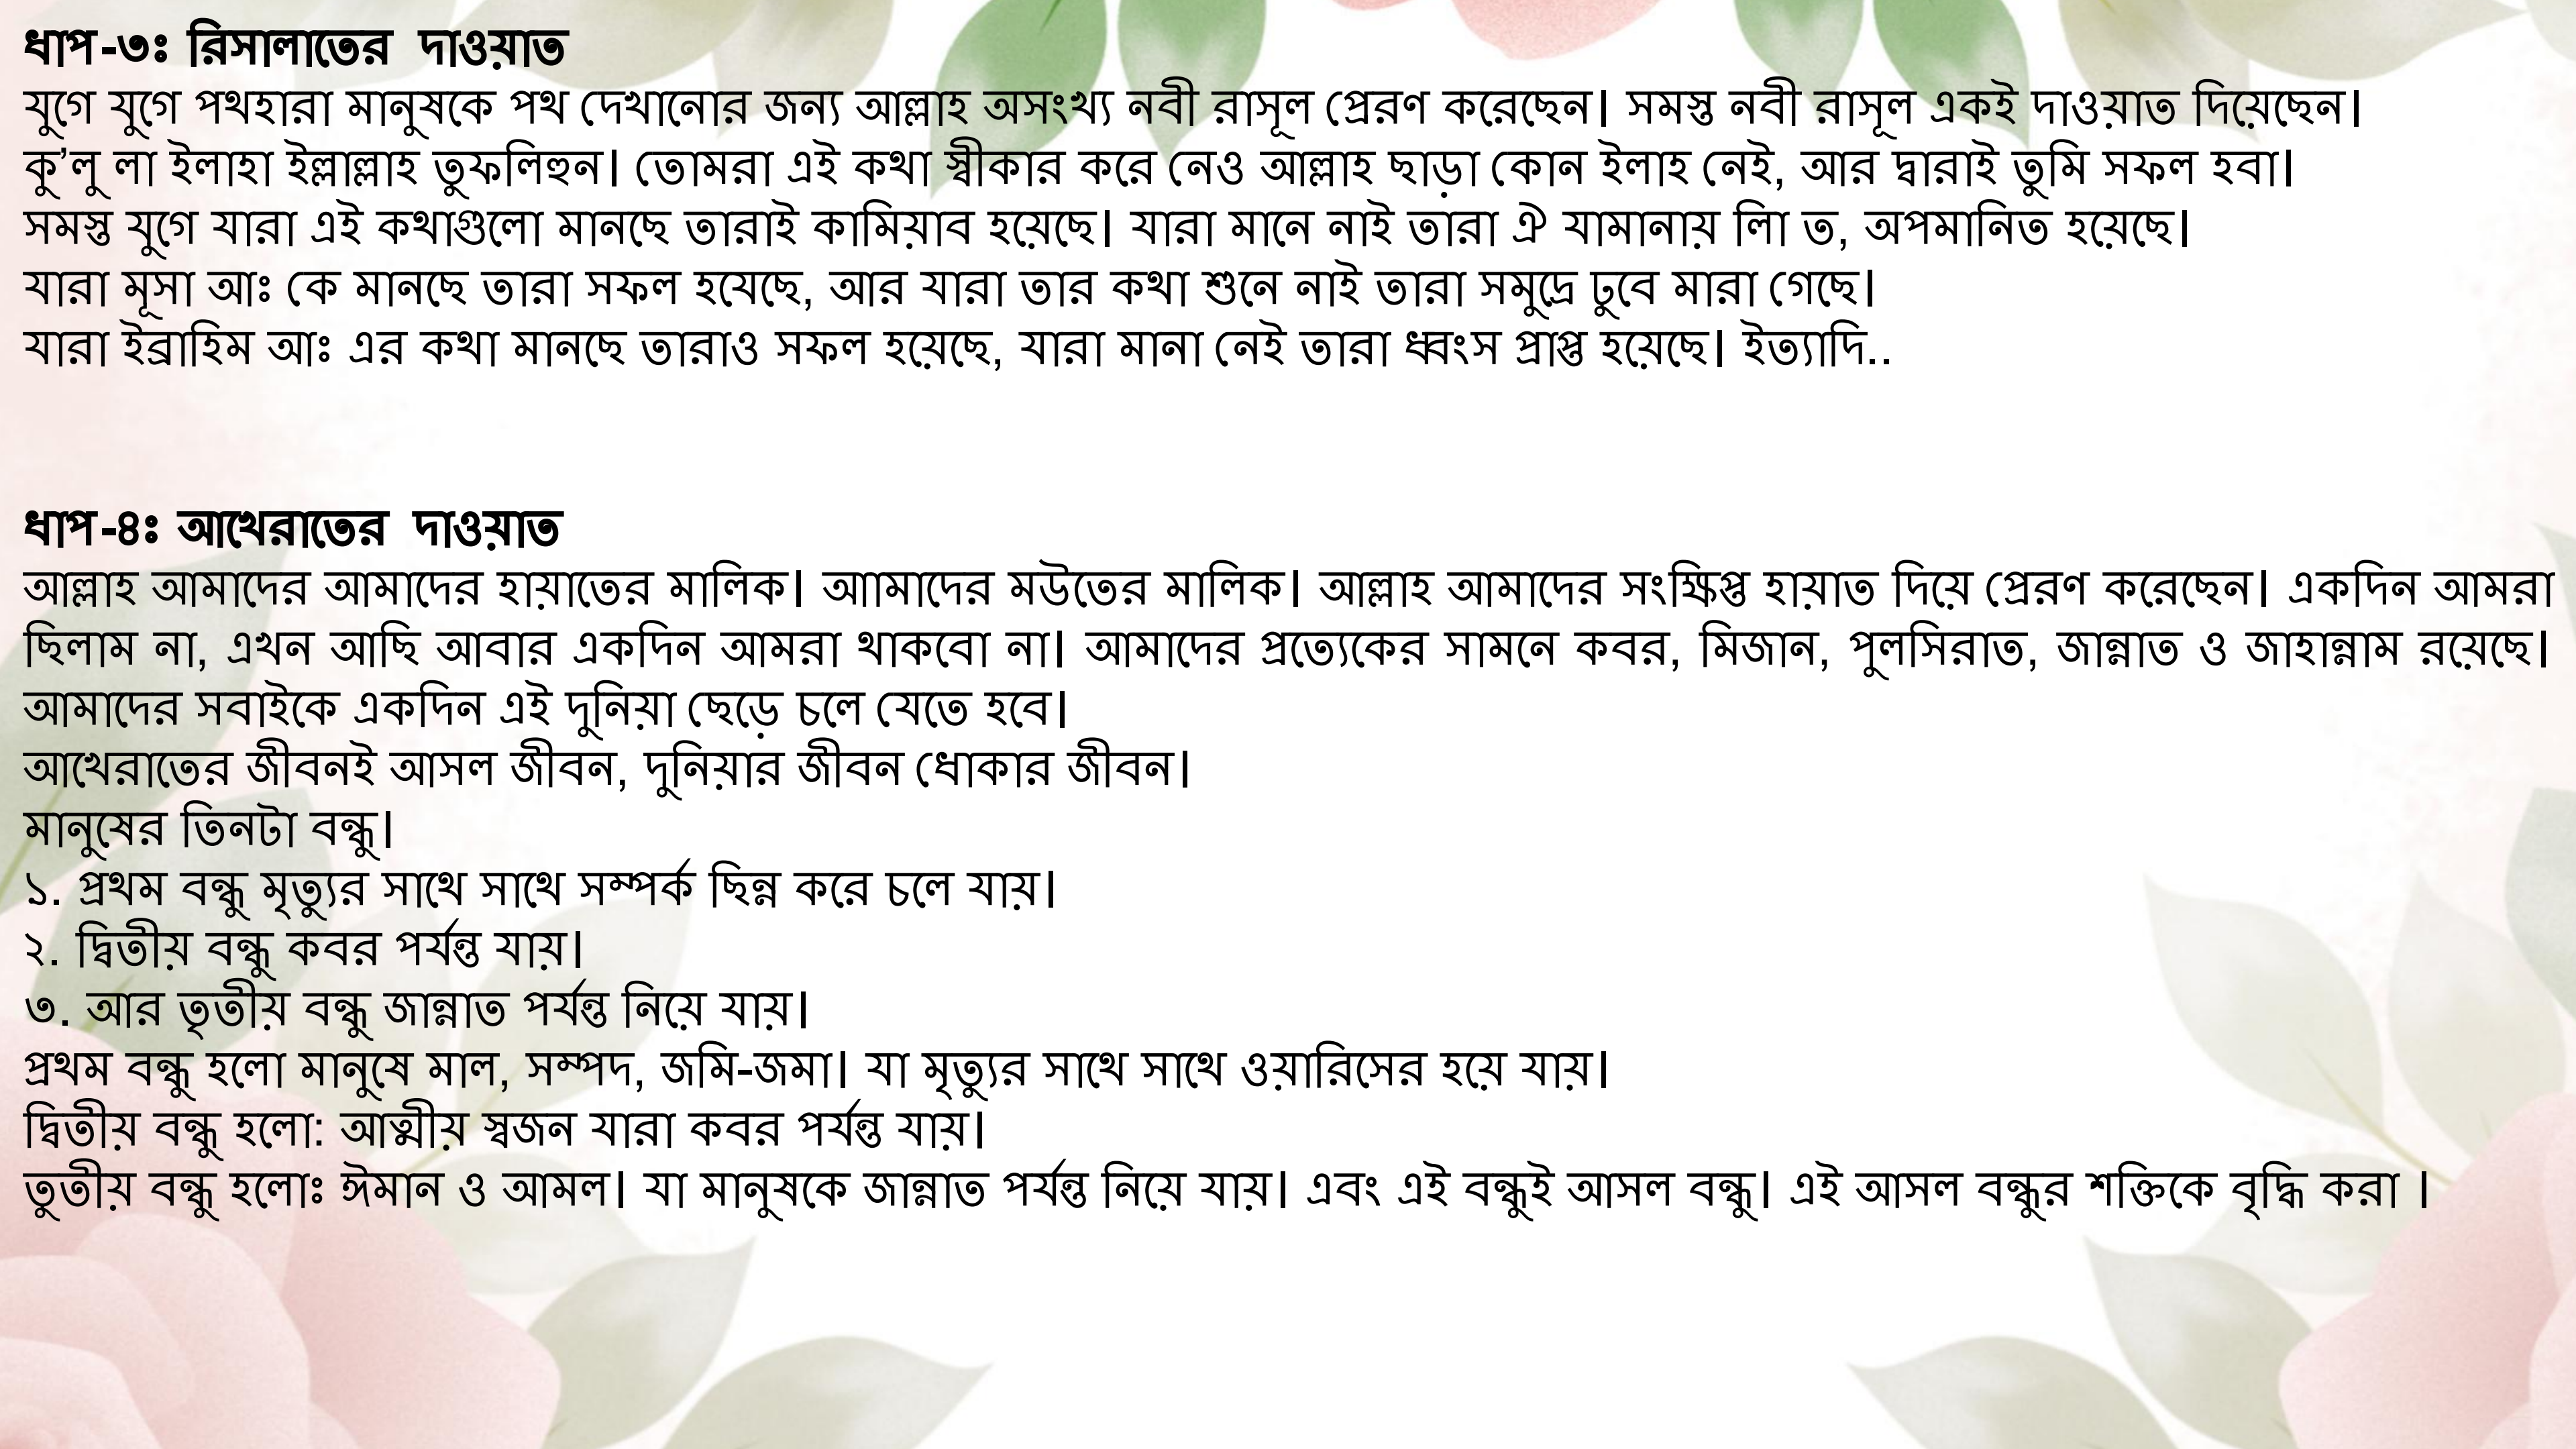 ধাপ-৩ঃ রিসালাতের দাওয়াত
যুগে যুগে পথহারা মানুষকে পথ দেখানোর জন্য আল্লাহ অসংখ্য নবী রাসূল প্রেরণ করেছেন। সমস্ত নবী রাসূল একই দাওয়াত দিয়েছেন।
কু’লু লা ইলাহা ইল্লাল্লাহ তুফলিহুন। তোমরা এই কথা স্বীকার করে নেও আল্লাহ ছাড়া কোন ইলাহ নেই, আর দ্বারাই তুমি সফল হবা।
সমস্ত যুগে যারা এই কথাগুলো মানছে তারাই কামিয়াব হয়েছে। যারা মানে নাই তারা ঐ যামানায় লাি ত, অপমানিত হয়েছে।
যারা মূসা আঃ কে মানছে তারা সফল হযেছে, আর যারা তার কথা শুনে নাই তারা সমুদ্রে ঢুবে মারা গেছে।
যারা ইব্রাহিম আঃ এর কথা মানছে তারাও সফল হয়েছে, যারা মানা নেই তারা ধ্বংস প্রাপ্ত হয়েছে। ইত্যাদি..
ধাপ-৪ঃ আখেরাতের দাওয়াত
আল্লাহ আমাদের আমাদের হায়াতের মালিক। আামাদের মউতের মালিক। আল্লাহ আমাদের সংক্ষিপ্ত হায়াত দিয়ে প্রেরণ করেছেন। একদিন আমরা
ছিলাম না, এখন আছি আবার একদিন আমরা থাকবো না। আমাদের প্রত্যেকের সামনে কবর, মিজান, পুলসিরাত, জান্নাত ও জাহান্নাম রয়েছে।
আমাদের সবাইকে একদিন এই দুনিয়া ছেড়ে চলে যেতে হবে।
আখেরাতের জীবনই আসল জীবন, দুনিয়ার জীবন ধোকার জীবন।
মানুষের তিনটা বন্ধু।
১. প্রথম বন্ধু মৃত্যুর সাথে সাথে সম্পর্ক ছিন্ন করে চলে যায়।
২. দ্বিতীয় বন্ধু কবর পর্যন্ত যায়।
৩. আর তৃতীয় বন্ধু জান্নাত পর্যন্ত নিয়ে যায়।
প্রথম বন্ধু হলো মানুষে মাল, সম্পদ, জমি-জমা। যা মৃত্যুর সাথে সাথে ওয়ারিসের হয়ে যায়।
দ্বিতীয় বন্ধু হলো: আত্মীয় স্বজন যারা কবর পর্যন্ত যায়।
তুতীয় বন্ধু হলোঃ ঈমান ও আমল। যা মানুষকে জান্নাত পর্যন্ত নিয়ে যায়। এবং এই বন্ধুই আসল বন্ধু। এই আসল বন্ধুর শক্তিকে বৃদ্ধি করা ।